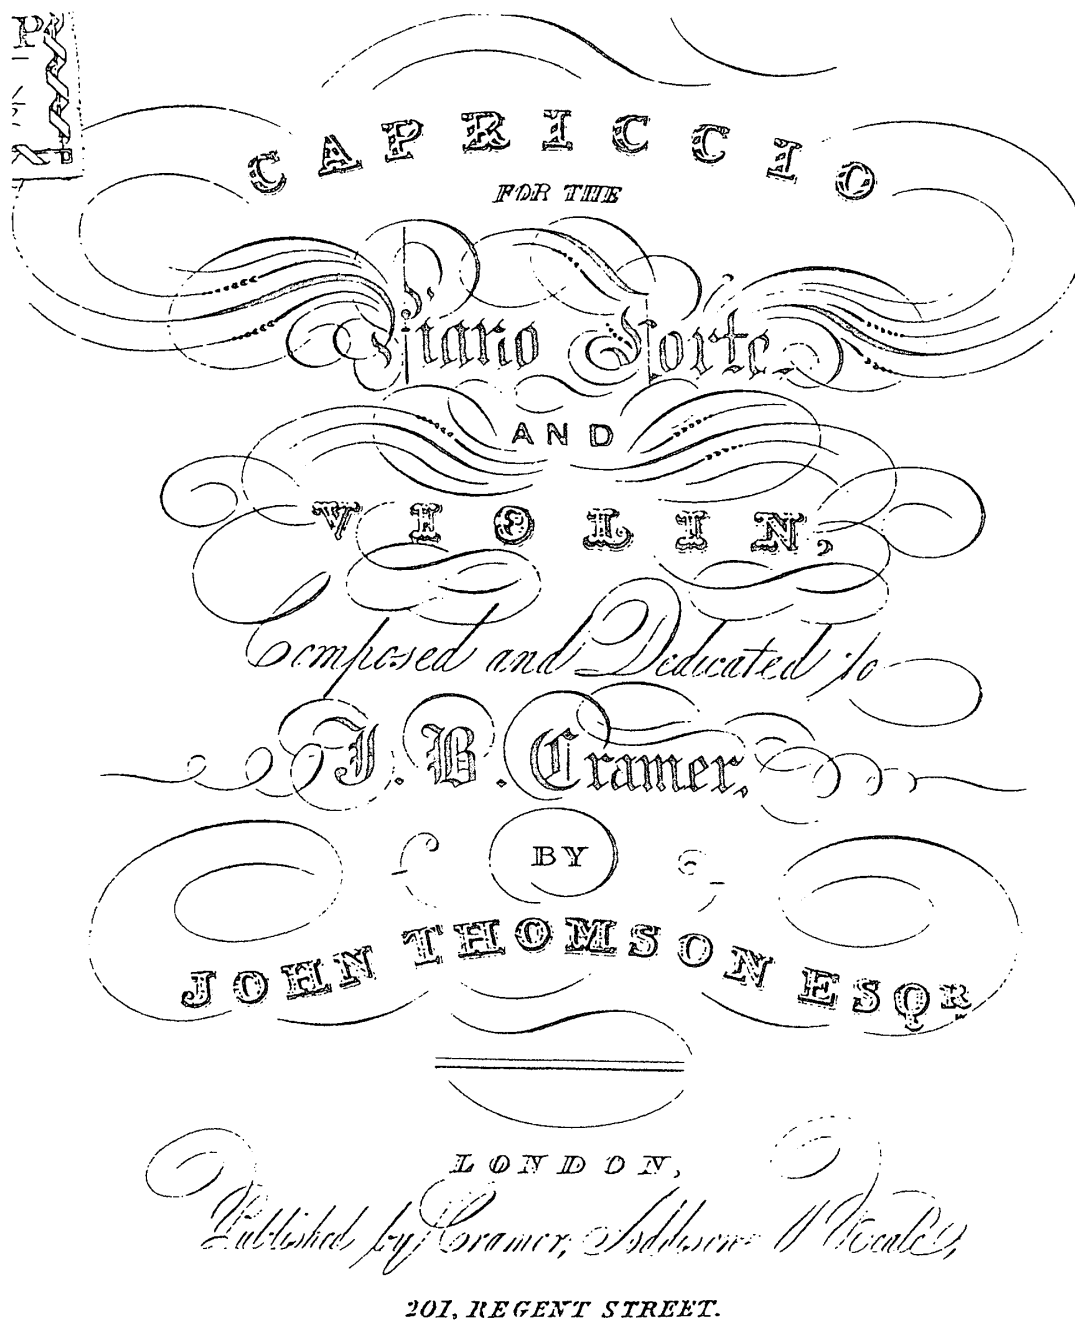 CAPRICCIO
FOR THE
Piano Forte
AND
VIOLIN,
Composed and Dedicated to
J. B. Cramer,
BY
JOHN THOMSON ESQR
LONDON,
Published by Cramer, Addison & Beale,
201, REGENT STREET.